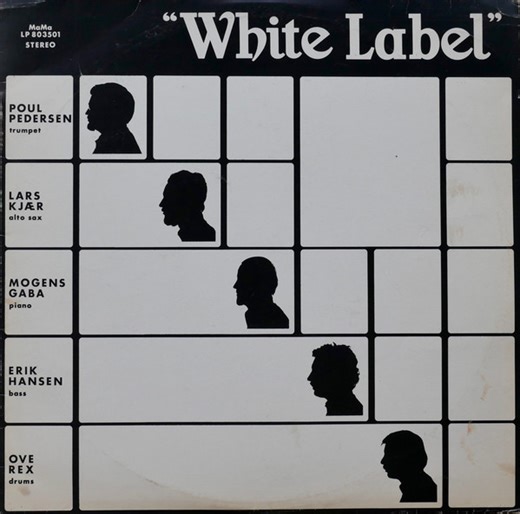 MaMa
LP 803501
STEREO
"White Label"
POUL
PEDERSEN
trumpet
LARS
KJÆR
alto sax
MOGENS
GABA
piano
ERIK
HANSEN
bass
OVE
REX
drums